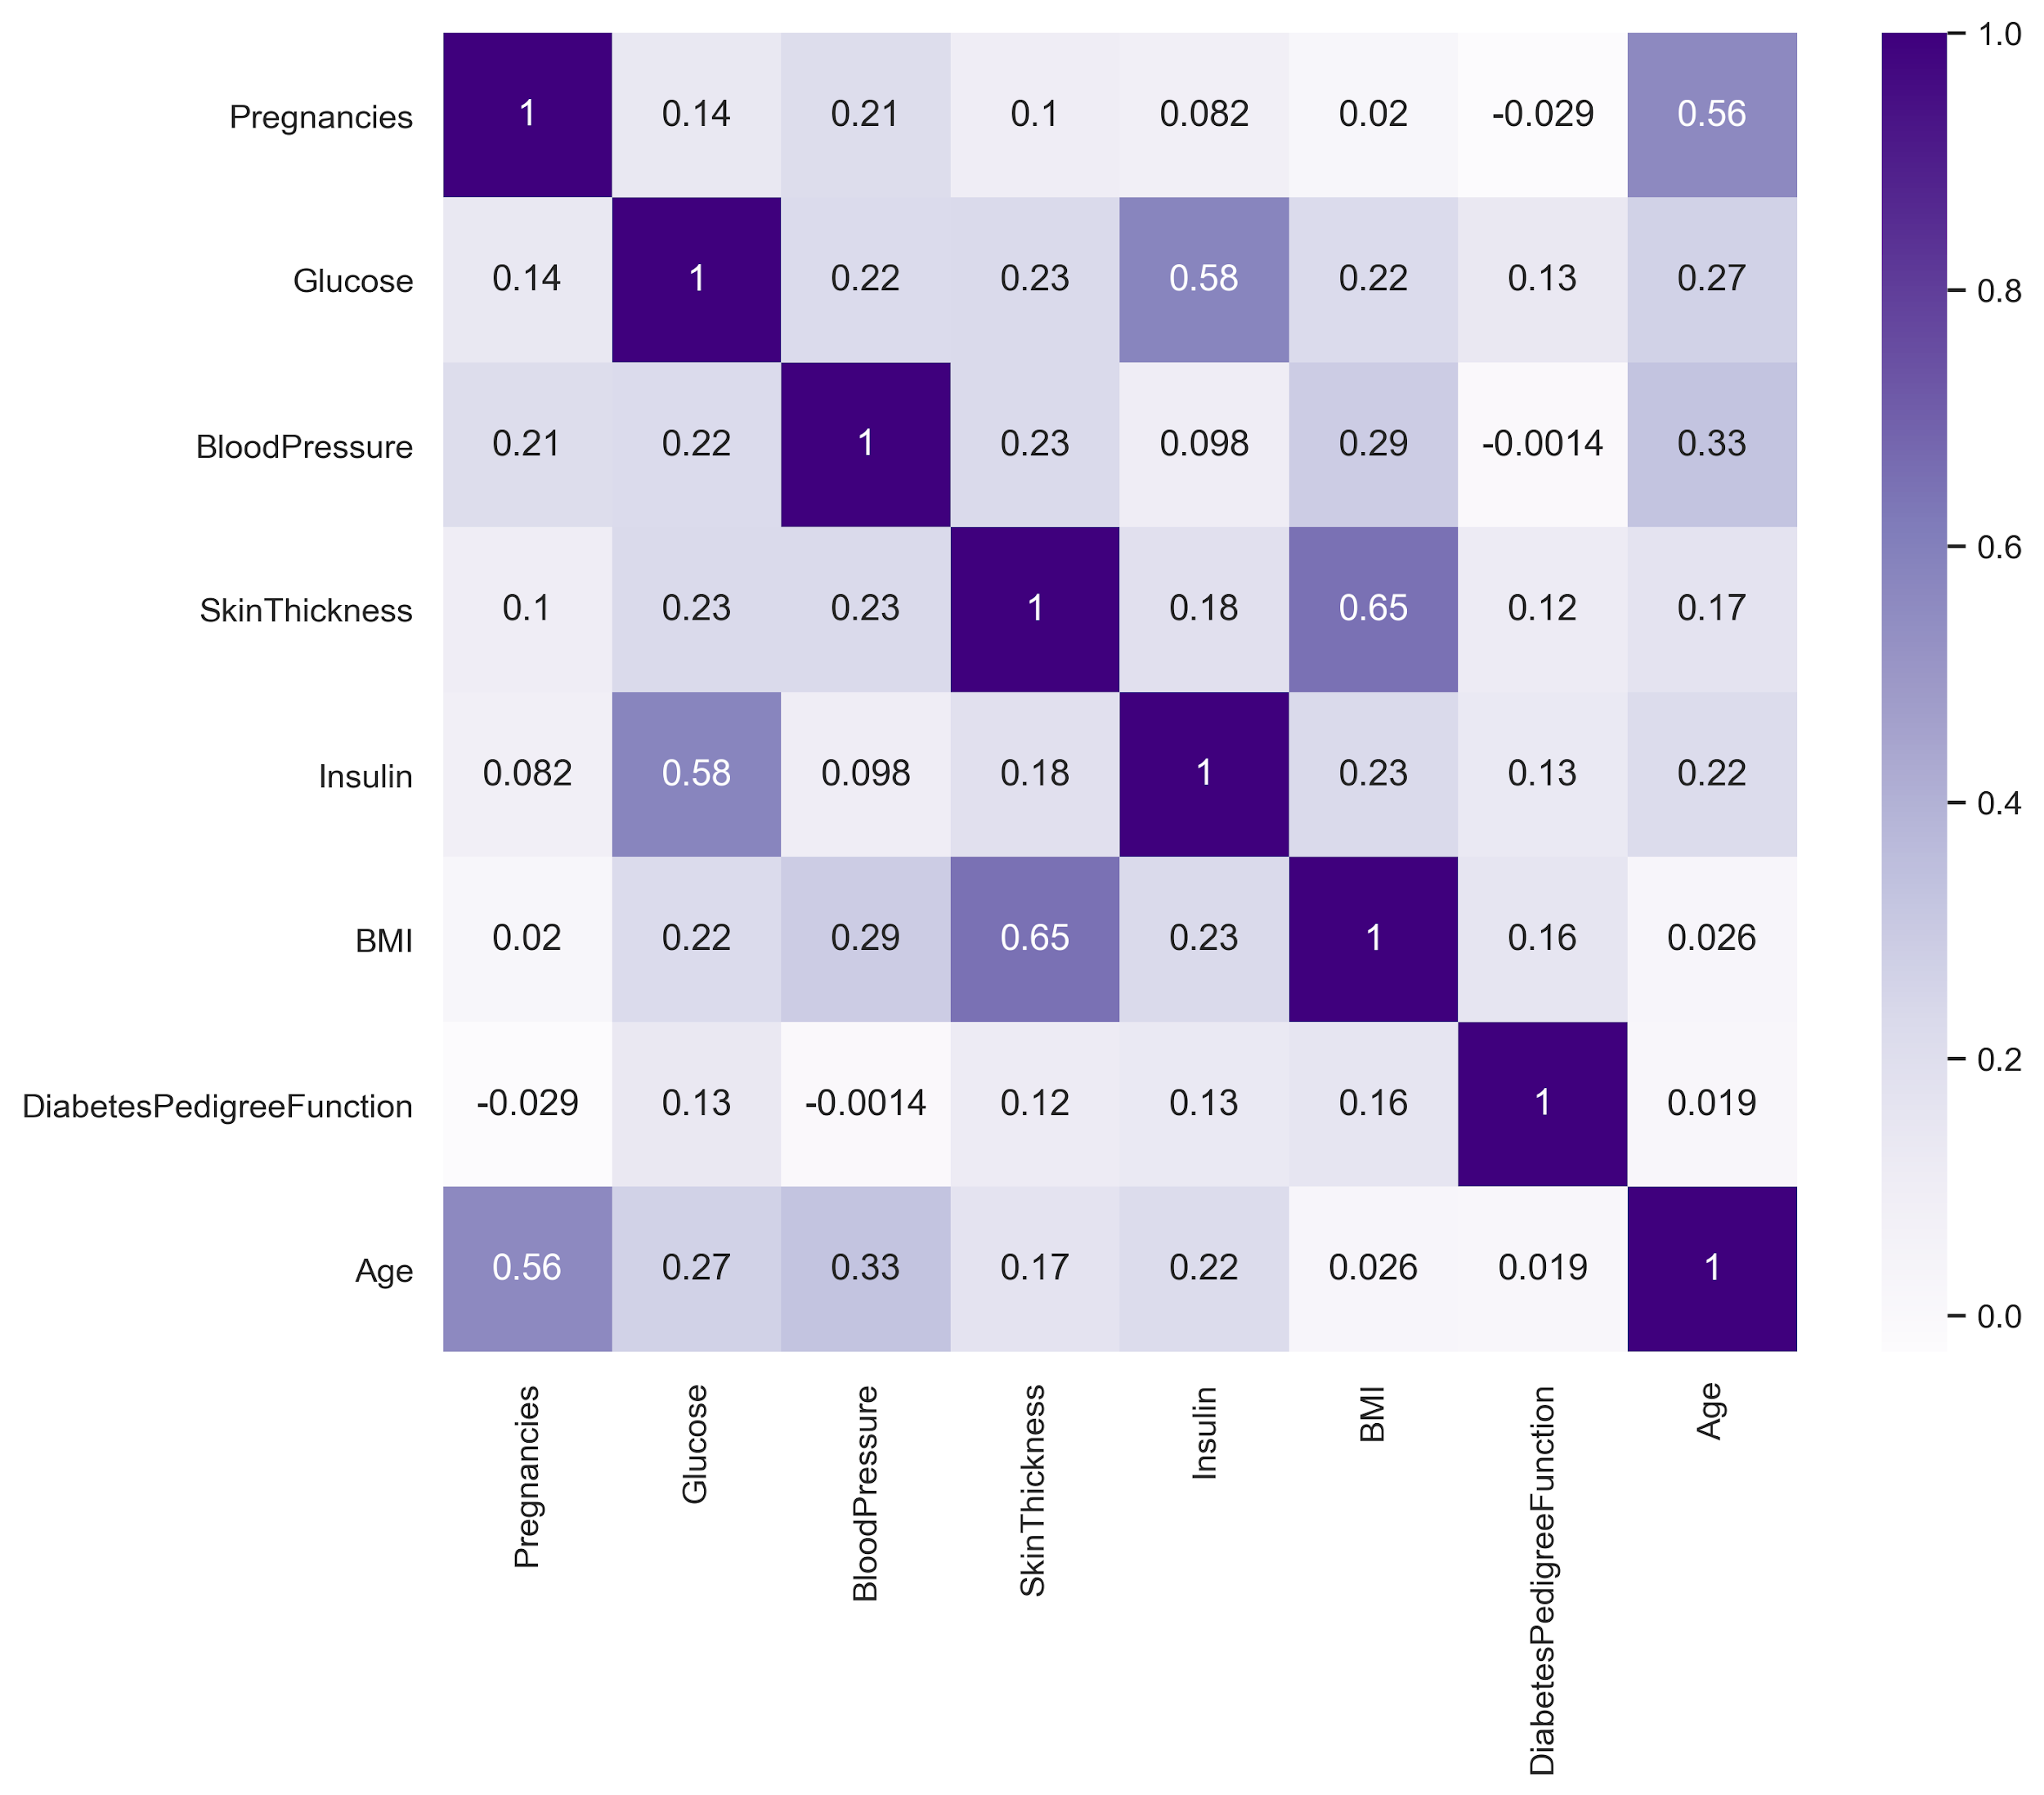 Pregnancies 1 0.14 0.21 0.1 0.082 0.02 -0.029 0.56
Glucose 0.14 1 0.22 0.23 0.58 0.22 0.13 0.27
BloodPressure 0.21 0.22 1 0.23 0.098 0.29 -0.0014 0.33
SkinThickness 0.1 0.23 0.23 1 0.18 0.65 0.12 0.17
Insulin 0.082 0.58 0.098 0.18 1 0.23 0.13 0.22
BMI 0.02 0.22 0.29 0.65 0.23 1 0.16 0.026
DiabetesPedigreeFunction -0.029 0.13 -0.0014 0.12 0.13 0.16 1 0.019
Age 0.56 0.27 0.33 0.17 0.22 0.026 0.019 1
Pregnancies
Glucose
BloodPressure
SkinThickness
Insulin
BMI
DiabetesPedigreeFunction
Age
1.0
0.8
0.6
0.4
0.2
0.0